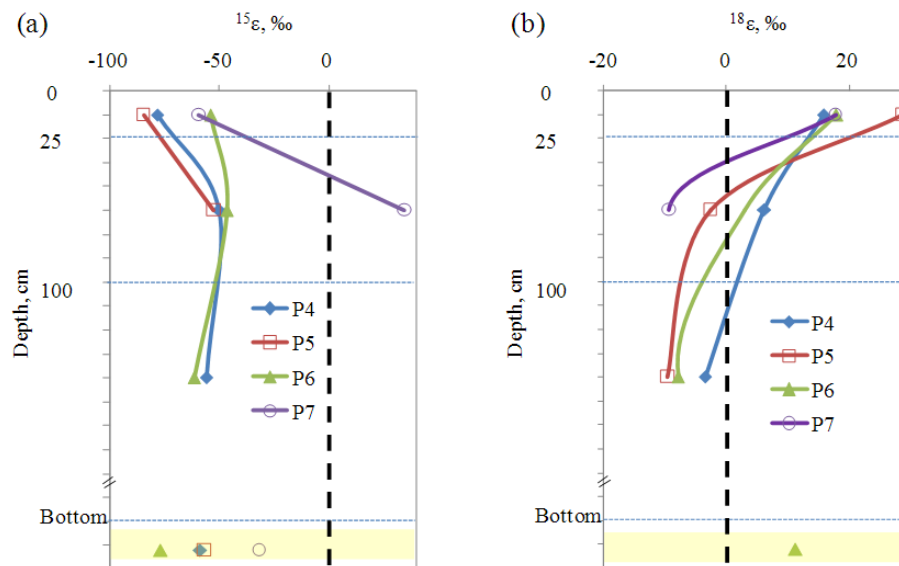 (a)
¹⁵ε, ‰
-100 -50 0
0
25
100
Bottom
Depth, cm
P4
P5
P6
P7
(b)
¹⁸ε, ‰
-20 0 20
0
25
100
Depth, cm
P4
P5
P6
P7